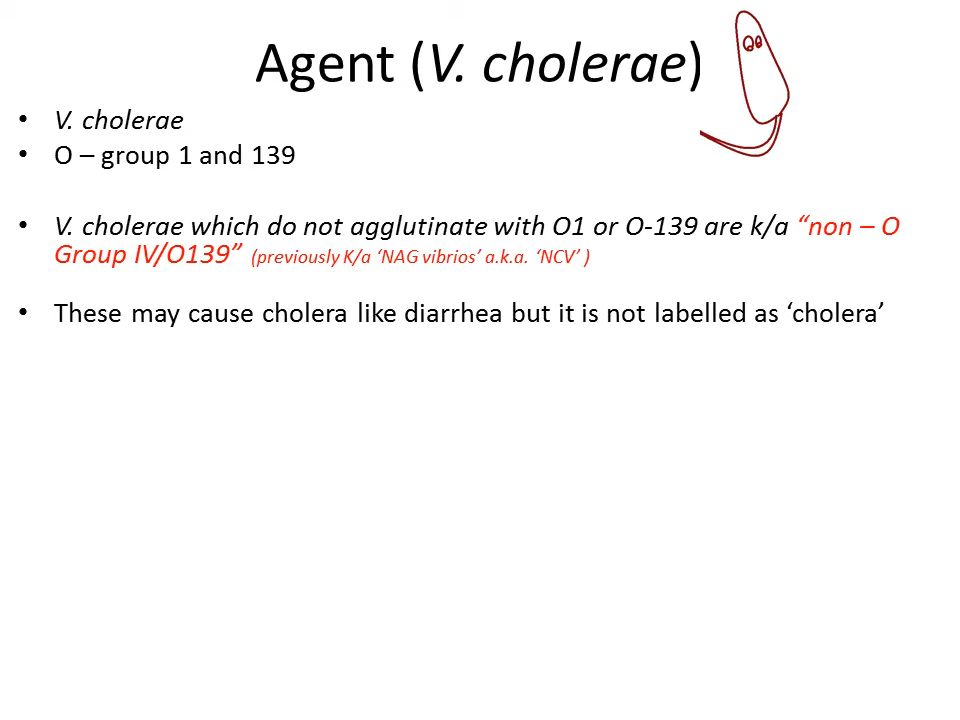 Agent (V. cholerae)
• V. cholerae
• O – group 1 and 139
• V. cholerae which do not agglutinate with O1 or O-139 are k/a “non – O
Group IV/O139” (previously K/a ‘NAG vibrios’ a.k.a. ‘NCV’ )
• These may cause cholera like diarrhea but it is not labelled as ‘cholera’